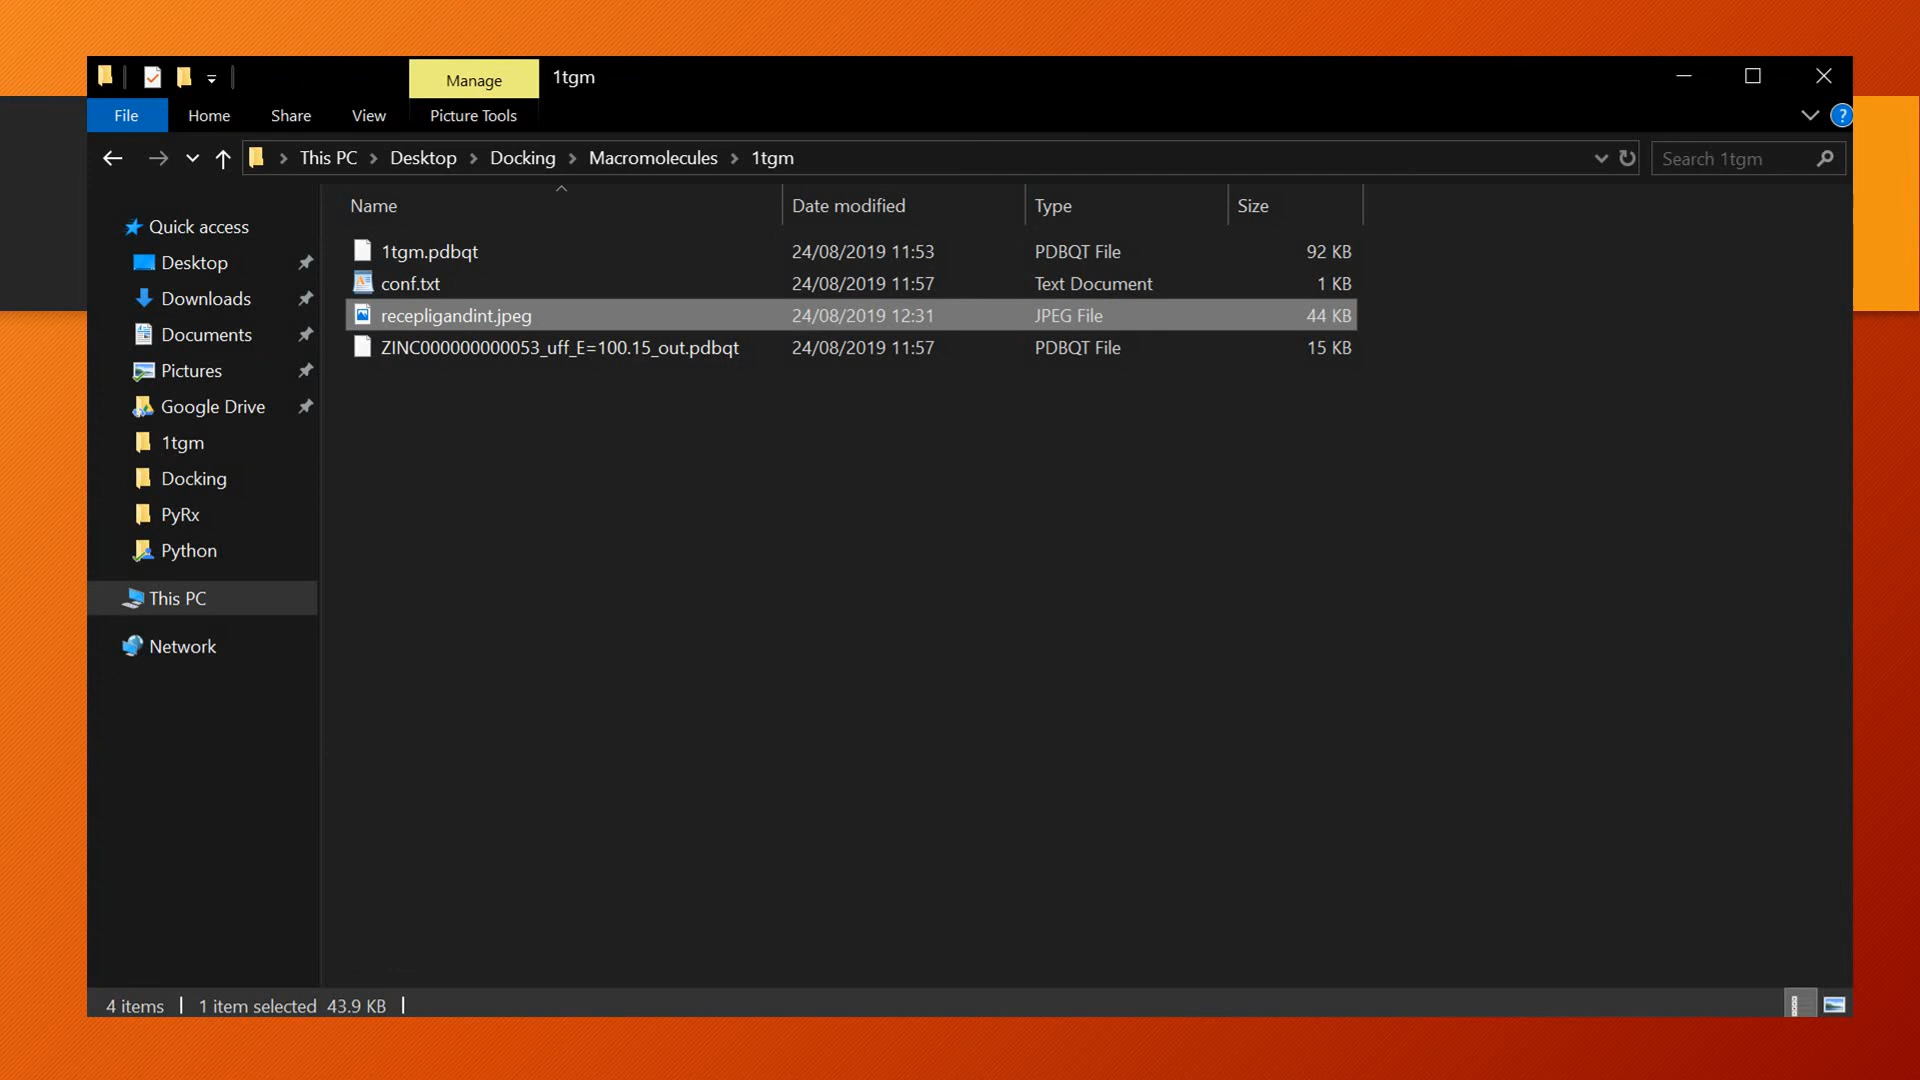 Manage 1tgm
File Home Share View Picture Tools ?
This PC Desktop Docking Macromolecules 1tgm Search 1tgm
Name Date modified Type Size
1tgm.pdbqt 24/08/2019 11:53 PDBQT File 92 KB
conf.txt 24/08/2019 11:57 Text Document 1 KB
recepligandint.jpeg 24/08/2019 12:31 JPEG File 44 KB
ZINC000000000053_uff_E=100.15_out.pdbqt 24/08/2019 11:57 PDBQT File 15 KB
Quick access
Desktop
Downloads
Documents
Pictures
Google Drive
1tgm
Docking
PyRx
Python
This PC
Network
4 items 1 item selected 43.9 KB